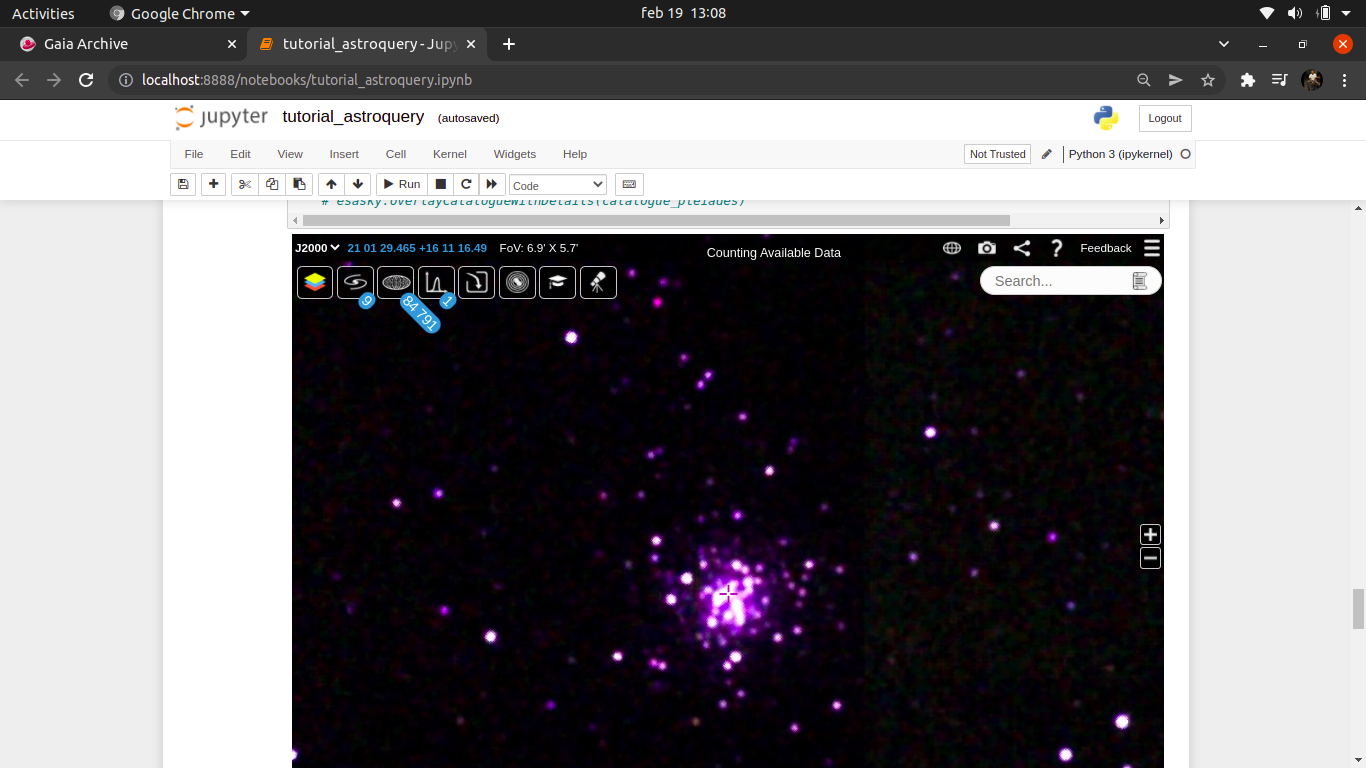 Activities Google Chrome feb 19 13:08
Gaia Archive tutorial_astroquery - Jupy
localhost:8888/notebooks/tutorial_astroquery.ipynb
jupyter tutorial_astroquery (autosaved) Logout
File Edit View Insert Cell Kernel Widgets Help Not Trusted Python 3 (ipykernel)
Run Code
# esasky.overlayCatalogueWithDetails(catalogue_pleiades)
J2000 21 01 29.465 +16 11 16.49 FoV: 6.9' X 5.7' Counting Available Data Feedback
Search...
9 84 791 1